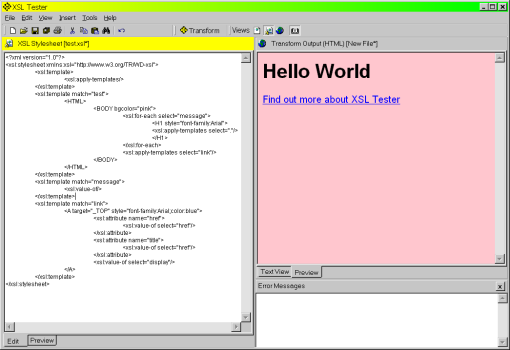 XSL Tester
File Edit View Insert Tools Help
Transform Views
XSL Stylesheet [test.xsl*]
<?xml version="1.0"?>
<xsl:stylesheet xmlns:xsl="http://www.w3.org/TR/WD-xsl">
<xsl:template>
<xsl:apply-templates/>
</xsl:template>
<xsl:template match="test">
<HTML>
<BODY bgcolor="pink">
<xsl:for-each select="message">
<H1 style="font-family:Arial">
<xsl:apply-templates select="."/>
</H1>
</xsl:for-each>
<xsl:apply-templates select="link"/>
</BODY>
</HTML>
</xsl:template>
<xsl:template match="message">
<xsl:value-of/>
</xsl:template>
<xsl:template match="link">
<A target="_TOP" style="font-family:Arial;color:blue">
<xsl:attribute name="href">
<xsl:value-of select="href"/>
</xsl:attribute>
<xsl:attribute name="title">
<xsl:value-of select="href"/>
</xsl:attribute>
<xsl:value-of select="display"/>
</A>
</xsl:template>
</xsl:stylesheet>
Edit Preview
Transform Output (HTML) [New File*]
Hello World
Find out more about XSL Tester
Text View Preview
Error Messages